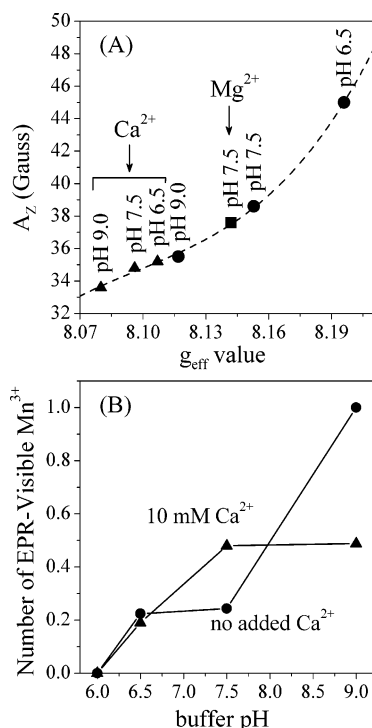 (A)
50
48
46
44
42
40
38
36
34
32
A_Z (Gauss)
Ca²⁺
Mg²⁺
pH 9.0
pH 7.5
pH 6.5
pH 9.0
pH 7.5
pH 7.5
pH 6.5
8.07 8.10 8.13 8.16 8.19
g_eff value
(B)
1.0
0.8
0.6
0.4
0.2
0.0
Number of EPR-Visible Mn³⁺
10 mM Ca²⁺
no added Ca²⁺
6.0 6.5 7.0 7.5 8.0 8.5 9.0
buffer pH